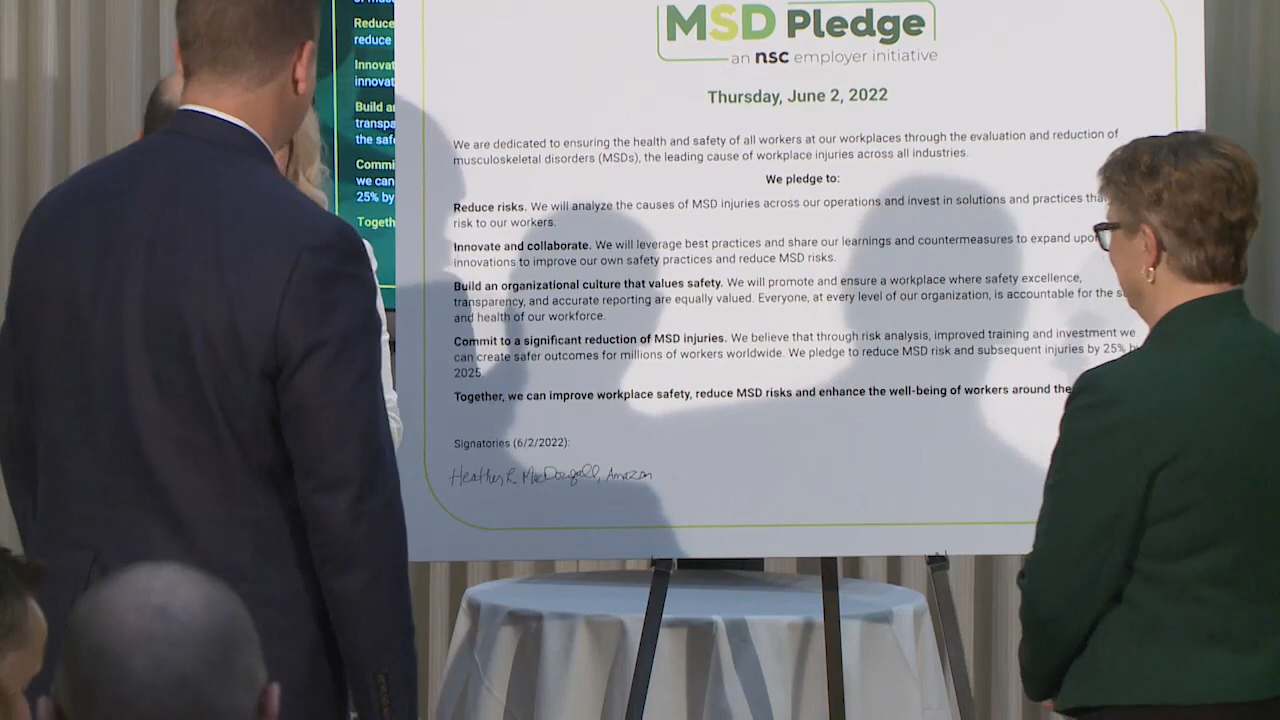 MSD Pledge
an nsc employer initiative
Thursday, June 2, 2022
We are dedicated to ensuring the health and safety of all workers at our workplaces through the evaluation and reduction of
musculoskeletal disorders (MSDs), the leading cause of workplace injuries across all industries.
We pledge to:
Reduce risks. We will analyze the causes of MSD injuries across our operations and invest in solutions and practices that
risk to our workers.
Innovate and collaborate. We will leverage best practices and share our learnings and countermeasures to expand upon
innovations to improve our own safety practices and reduce MSD risks.
Build an organizational culture that values safety. We will promote and ensure a workplace where safety excellence,
transparency, and accurate reporting are equally valued. Everyone, at every level of our organization, is accountable for the
and health of our workforce.
Commit to a significant reduction of MSD injuries. We believe that through risk analysis, improved training and investment we
can create safer outcomes for millions of workers worldwide. We pledge to reduce MSD risk and subsequent injuries by 25% by
2025.
Together, we can improve workplace safety, reduce MSD risks and enhance the well-being of workers around the
Signatories (6/2/2022):
Heather L MacDougall, Amazon
Reduce
reduce
Innovat
innovat
Build a
transpa
the safe
Commi
we can
25% by
Togeth